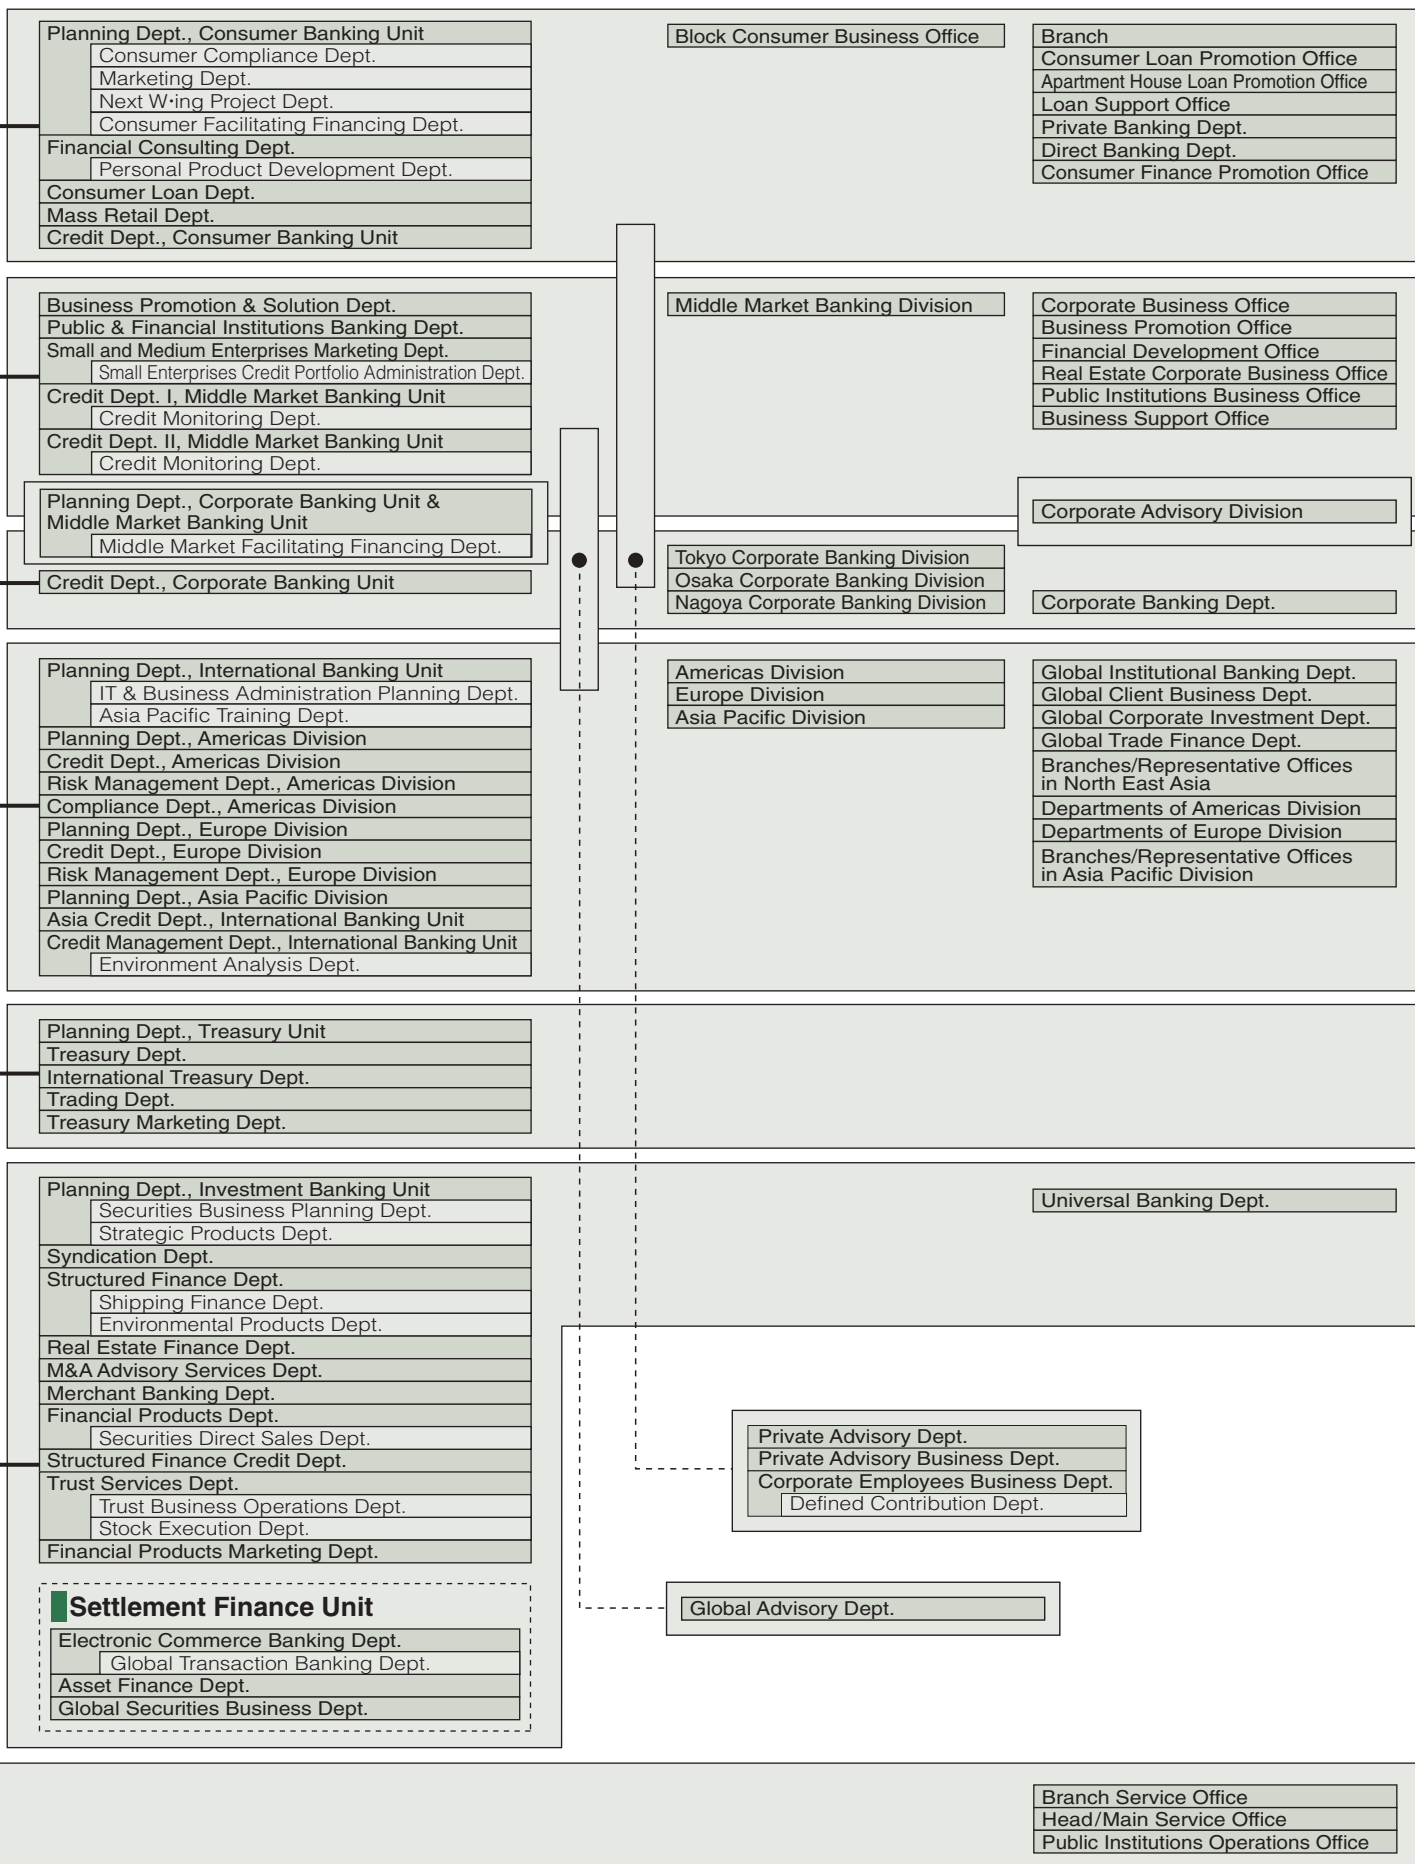 Planning Dept., Consumer Banking Unit
Consumer Compliance Dept.
Marketing Dept.
Next W·ing Project Dept.
Consumer Facilitating Financing Dept.
Financial Consulting Dept.
Personal Product Development Dept.
Consumer Loan Dept.
Mass Retail Dept.
Credit Dept., Consumer Banking Unit
Block Consumer Business Office
Branch
Consumer Loan Promotion Office
Apartment House Loan Promotion Office
Loan Support Office
Private Banking Dept.
Direct Banking Dept.
Consumer Finance Promotion Office
Business Promotion & Solution Dept.
Public & Financial Institutions Banking Dept.
Small and Medium Enterprises Marketing Dept.
Small Enterprises Credit Portfolio Administration Dept.
Credit Dept. I, Middle Market Banking Unit
Credit Monitoring Dept.
Credit Dept. II, Middle Market Banking Unit
Credit Monitoring Dept.
Middle Market Banking Division
Corporate Business Office
Business Promotion Office
Financial Development Office
Real Estate Corporate Business Office
Public Institutions Business Office
Business Support Office
Planning Dept., Corporate Banking Unit &
Middle Market Banking Unit
Middle Market Facilitating Financing Dept.
Corporate Advisory Division
Credit Dept., Corporate Banking Unit
Tokyo Corporate Banking Division
Osaka Corporate Banking Division
Nagoya Corporate Banking Division
Corporate Banking Dept.
Planning Dept., International Banking Unit
IT & Business Administration Planning Dept.
Asia Pacific Training Dept.
Planning Dept., Americas Division
Credit Dept., Americas Division
Risk Management Dept., Americas Division
Compliance Dept., Americas Division
Planning Dept., Europe Division
Credit Dept., Europe Division
Risk Management Dept., Europe Division
Planning Dept., Asia Pacific Division
Asia Credit Dept., International Banking Unit
Credit Management Dept., International Banking Unit
Environment Analysis Dept.
Americas Division
Europe Division
Asia Pacific Division
Global Institutional Banking Dept.
Global Client Business Dept.
Global Corporate Investment Dept.
Global Trade Finance Dept.
Branches/Representative Offices
in North East Asia
Departments of Americas Division
Departments of Europe Division
Branches/Representative Offices
in Asia Pacific Division
Planning Dept., Treasury Unit
Treasury Dept.
International Treasury Dept.
Trading Dept.
Treasury Marketing Dept.
Planning Dept., Investment Banking Unit
Securities Business Planning Dept.
Strategic Products Dept.
Syndication Dept.
Structured Finance Dept.
Shipping Finance Dept.
Environmental Products Dept.
Real Estate Finance Dept.
M&A Advisory Services Dept.
Merchant Banking Dept.
Financial Products Dept.
Securities Direct Sales Dept.
Structured Finance Credit Dept.
Trust Services Dept.
Trust Business Operations Dept.
Stock Execution Dept.
Financial Products Marketing Dept.
Universal Banking Dept.
Private Advisory Dept.
Private Advisory Business Dept.
Corporate Employees Business Dept.
Defined Contribution Dept.
Settlement Finance Unit
Electronic Commerce Banking Dept.
Global Transaction Banking Dept.
Asset Finance Dept.
Global Securities Business Dept.
Global Advisory Dept.
Branch Service Office
Head/Main Service Office
Public Institutions Operations Office